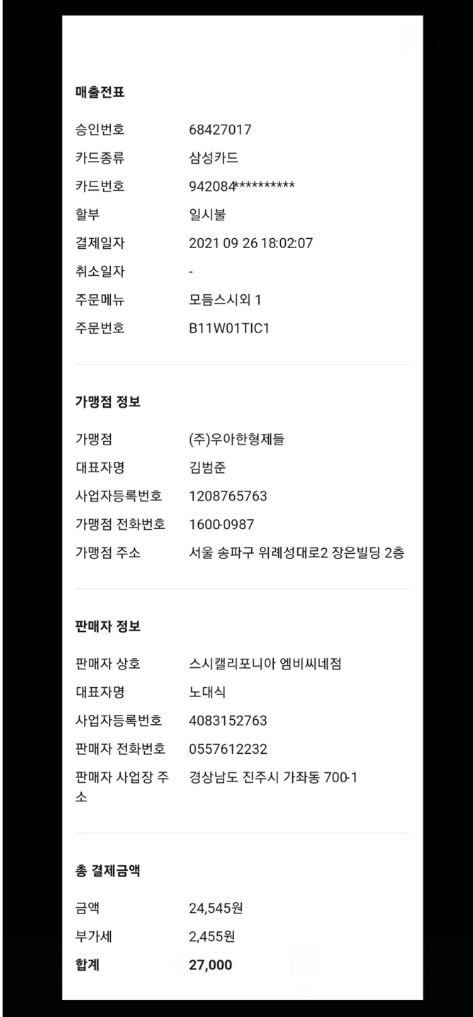 매출전표
승인번호 68427017
카드종류 삼성카드
카드번호 942084**********
할부 일시불
결제일자 2021 09 26 18:02:07
취소일자 -
주문메뉴 모듬스시외 1
주문번호 B11W01TIC1
가맹점 정보
가맹점 (주)우아한형제들
대표자명 김범준
사업자등록번호 1208765763
가맹점 전화번호 1600-0987
가맹점 주소 서울 송파구 위례성대로2 장은빌딩 2층
판매자 정보
판매자 상호 스시캘리포니아 엠비씨네점
대표자명 노대식
사업자등록번호 4083152763
판매자 전화번호 0557612232
판매자 사업장 주 경상남도 진주시 가좌동 700-1
소
총 결제금액
금액 24,545원
부가세 2,455원
합계 27,000